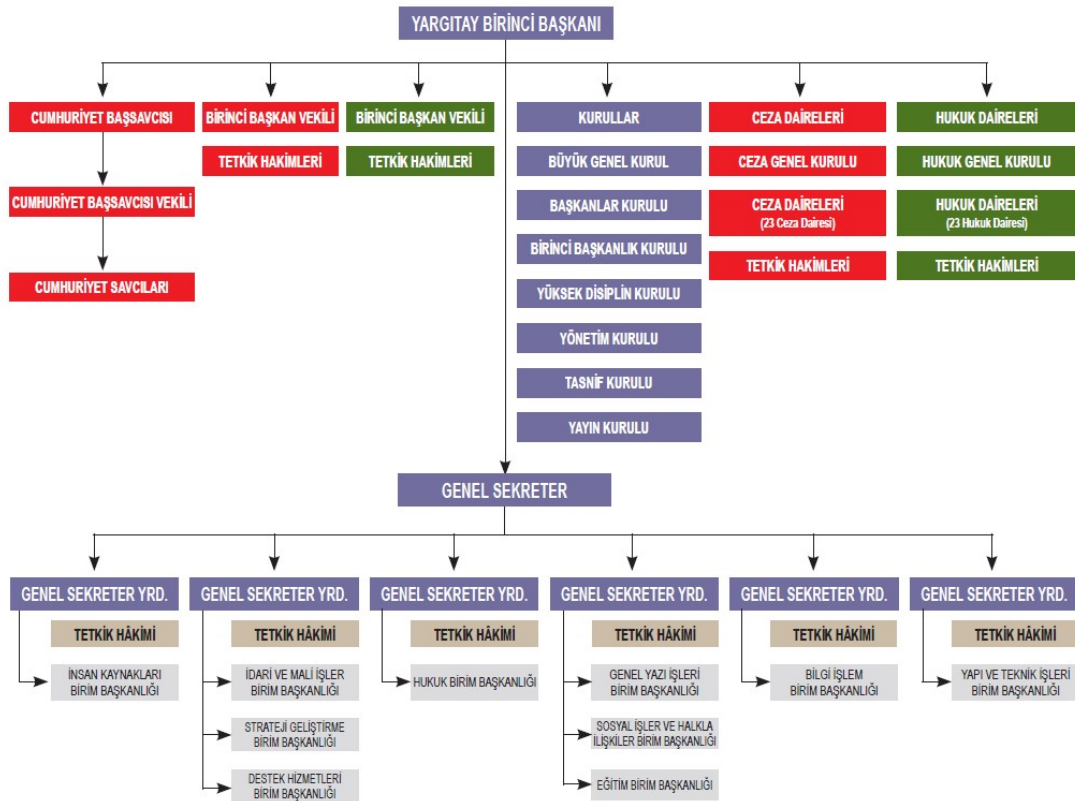 YARGITAY BİRİNCİ BAŞKANI
CUMHURİYET BAŞSAVCISI
BİRİNCİ BAŞKAN VEKİLİ
BİRİNCİ BAŞKAN VEKİLİ
KURULLAR
CEZA DAİRELERİ
HUKUK DAİRELERİ
TETKİK HAKİMLERİ
TETKİK HAKİMLERİ
BÜYÜK GENEL KURUL
CEZA GENEL KURULU
HUKUK GENEL KURULU
CUMHURİYET BAŞSAVCISI VEKİLİ
BAŞKANLAR KURULU
CEZA DAİRELERİ
(23 Ceza Dairesi)
HUKUK DAİRELERİ
(23 Hukuk Dairesi)
BİRİNCİ BAŞKANLIK KURULU
TETKİK HAKİMLERİ
TETKİK HAKİMLERİ
CUMHURİYET SAVCILARI
YÜKSEK DİSİPLİN KURULU
YÖNETİM KURULU
TASNİF KURULU
YAYIN KURULU
GENEL SEKRETER
GENEL SEKRETER YRD.
GENEL SEKRETER YRD.
GENEL SEKRETER YRD.
GENEL SEKRETER YRD.
GENEL SEKRETER YRD.
GENEL SEKRETER YRD.
TETKİK HÂKİMİ
TETKİK HÂKİMİ
TETKİK HÂKİMİ
TETKİK HÂKİMİ
TETKİK HÂKİMİ
TETKİK HÂKİMİ
İNSAN KAYNAKLARI
BİRİM BAŞKANLIĞI
İDARİ VE MALİ İŞLER
BİRİM BAŞKANLIĞI
HUKUK BİRİM BAŞKANLIĞI
GENEL YAZI İŞLERİ
BİRİM BAŞKANLIĞI
BİLGİ İŞLEM
BİRİM BAŞKANLIĞI
YAPI VE TEKNİK İŞLERİ
BİRİM BAŞKANLIĞI
STRATEJİ GELİŞTİRME
BİRİM BAŞKANLIĞI
SOSYAL İŞLER VE HALKLA
İLİŞKİLER BİRİM BAŞKANLIĞI
DESTEK HİZMETLERİ
BİRİM BAŞKANLIĞI
EĞİTİM BİRİM BAŞKANLIĞI